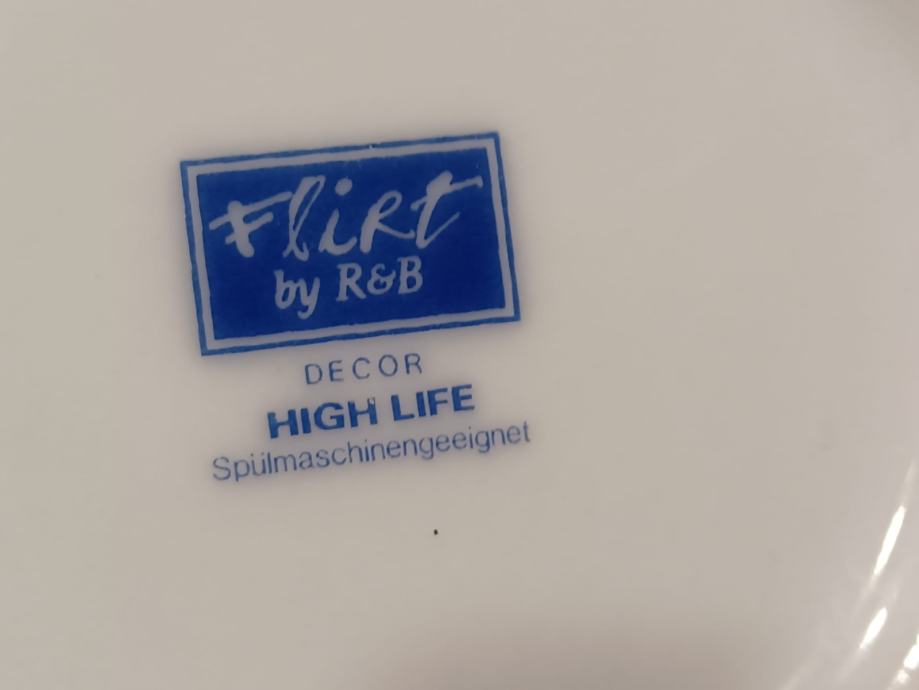 Flirt
by R&B
DECOR
HIGH LIFE
Spülmaschinengeeignet